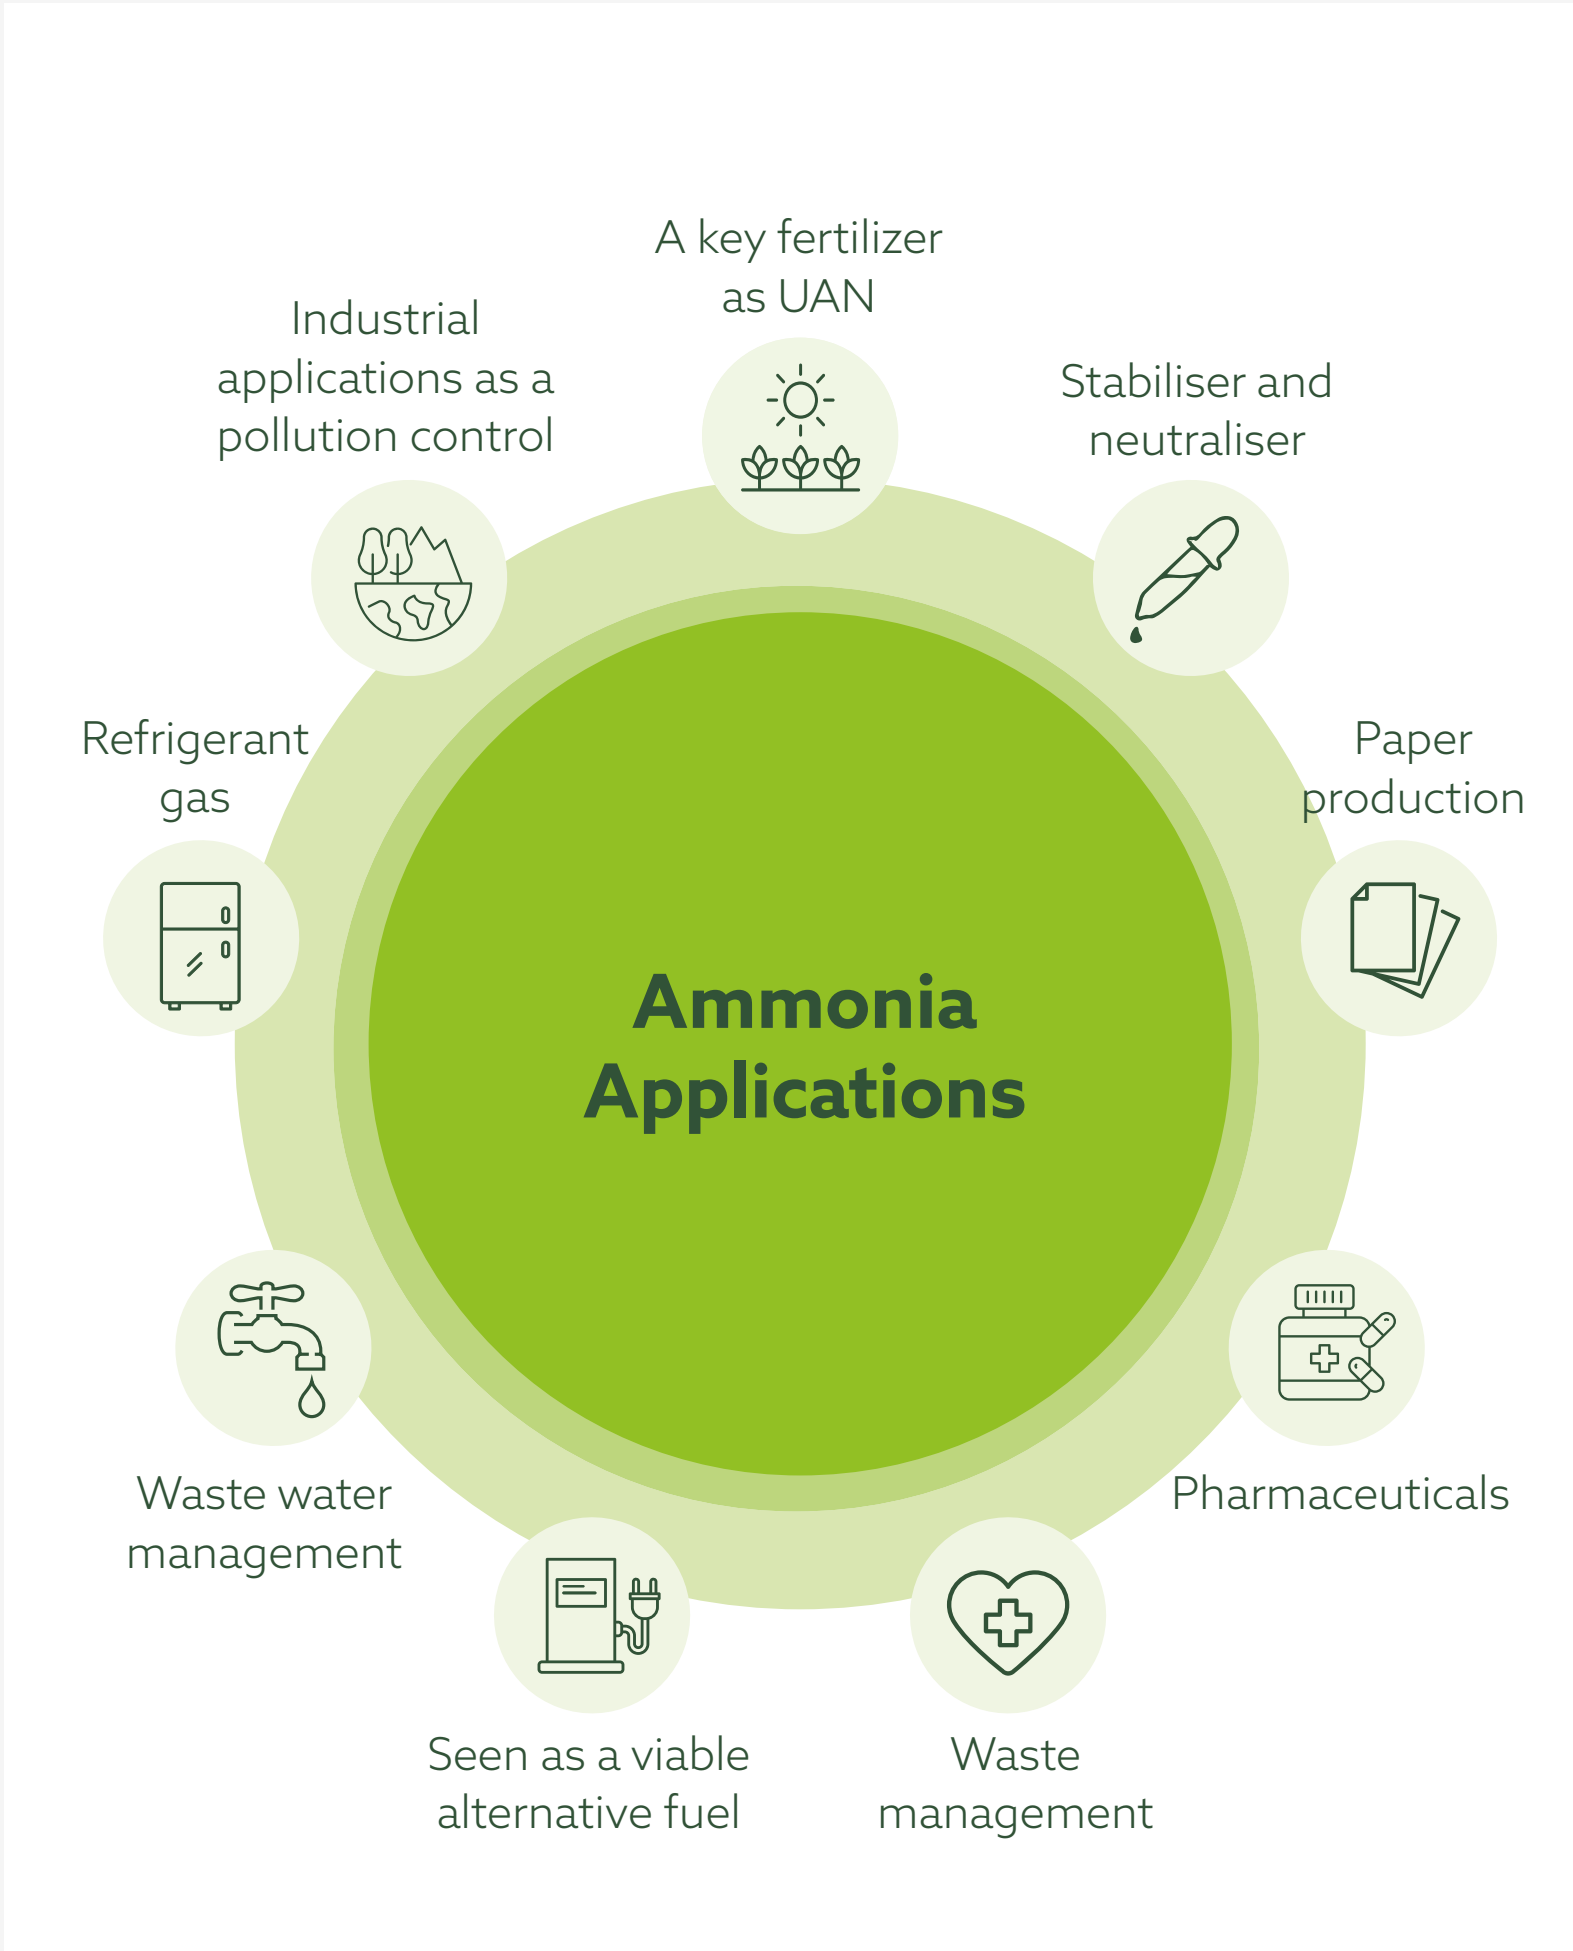 A key fertilizer
as UAN
Industrial
applications as a
pollution control
Stabiliser and
neutraliser
Refrigerant
gas
Paper
production
Ammonia
Applications
Waste water
management
Pharmaceuticals
Seen as a viable
alternative fuel
Waste
management